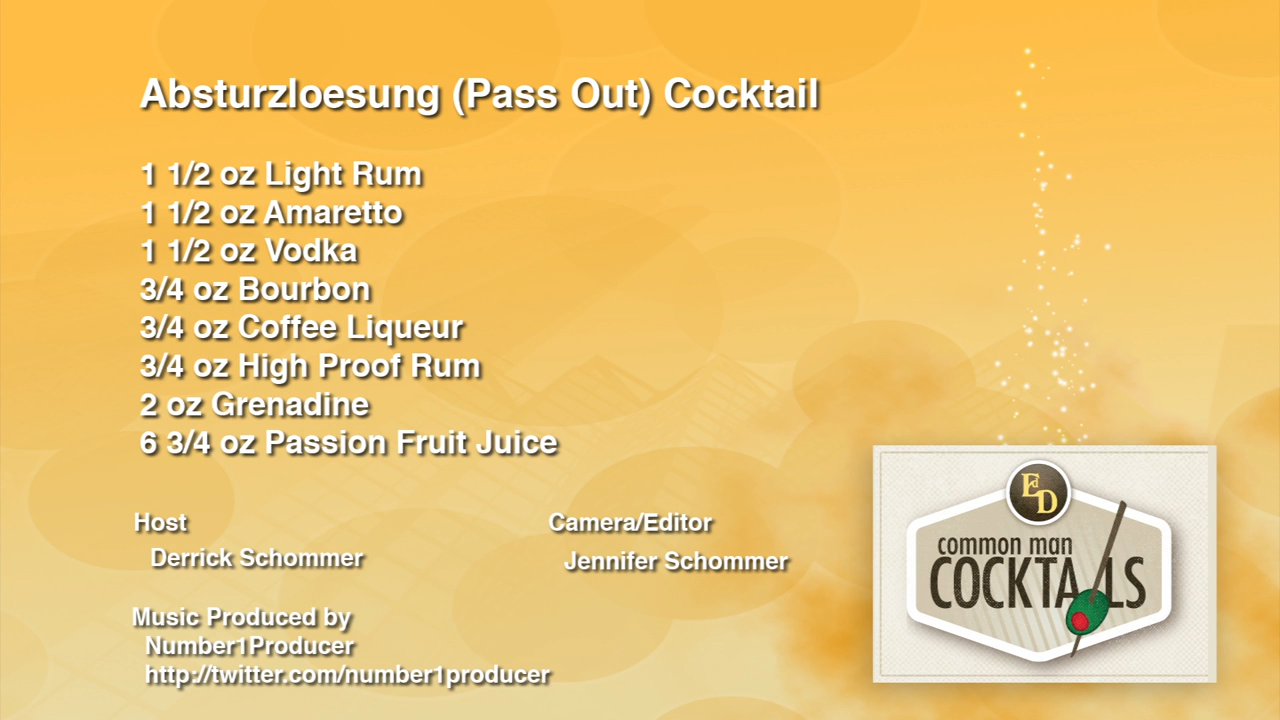 Absturzloesung (Pass Out) Cocktail
1 1/2 oz Light Rum
1 1/2 oz Amaretto
1 1/2 oz Vodka
3/4 oz Bourbon
3/4 oz Coffee Liqueur
3/4 oz High Proof Rum
2 oz Grenadine
6 3/4 oz Passion Fruit Juice
Host
Derrick Schommer
Camera/Editor
Jennifer Schommer
Music Produced by
Number1Producer
http://twitter.com/number1producer
EdD
common man
COCKTAILS